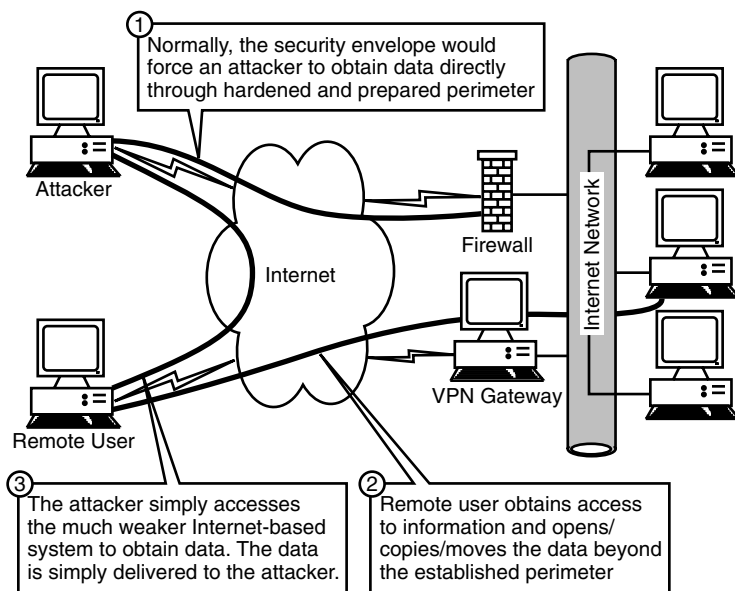 1
Normally, the security envelope would
force an attacker to obtain data directly
through hardened and prepared perimeter
Attacker
Firewall
Internet
Internet Network
VPN Gateway
Remote User
3
The attacker simply accesses
the much weaker Internet-based
system to obtain data. The data
is simply delivered to the attacker.
2
Remote user obtains access
to information and opens/
copies/moves the data beyond
the established perimeter